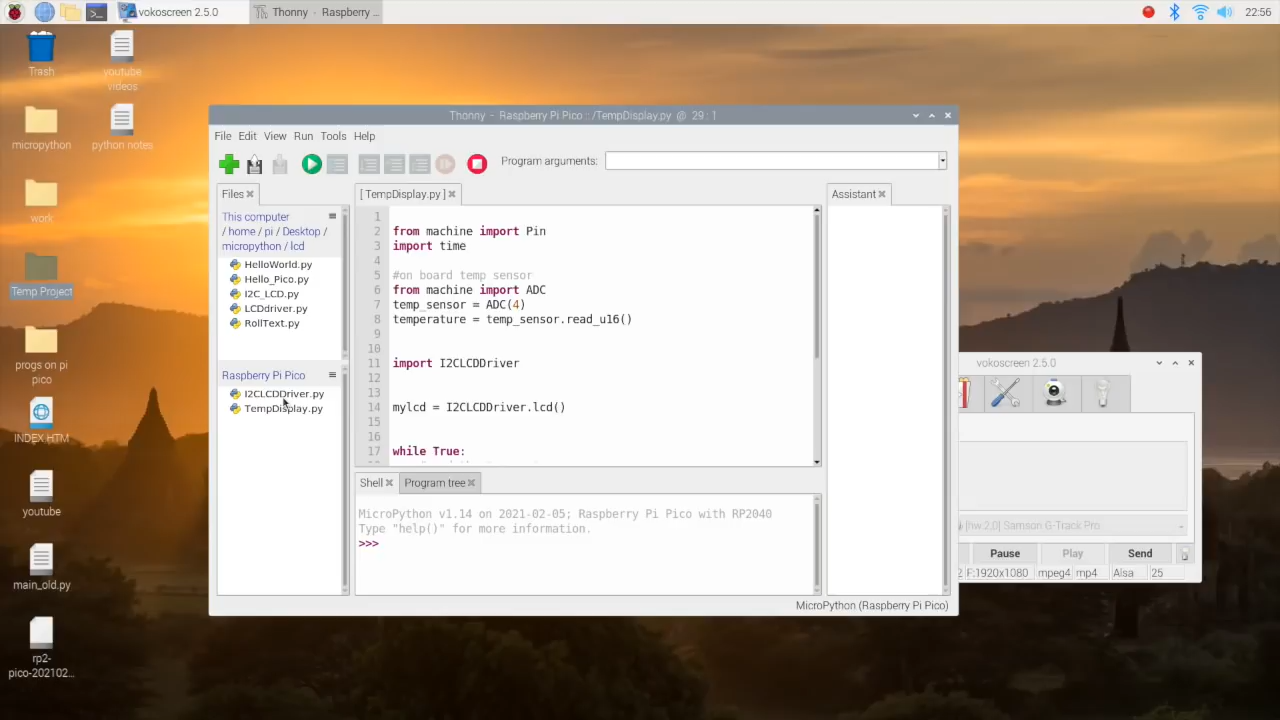 vokoscreen 2.5.0
Thonny - Raspberry ...
22:56
Trash
youtube videos
micropython
python notes
work
Temp Project
progs on pi pico
INDEX.HTM
youtube
main_old.py
rp2-
pico-202102...
Thonny - Raspberry Pi Pico :: /TempDisplay.py @ 29 : 1
File Edit View Run Tools Help
Program arguments:
Files
This computer
/ home / pi / Desktop /
micropython / lcd
HelloWorld.py
Hello_Pico.py
I2C_LCD.py
LCDdriver.py
RollText.py
Raspberry Pi Pico
I2CLCDDriver.py
TempDisplay.py
[ TempDisplay.py ]
1
2 from machine import Pin
3 import time
4
5 #on board temp sensor
6 from machine import ADC
7 temp_sensor = ADC(4)
8 temperature = temp_sensor.read_u16()
9
10
11 import I2CLCDDriver
12
13
14 mylcd = I2CLCDDriver.lcd()
15
16
17 while True:
Shell
Program tree
MicroPython v1.14 on 2021-02-05; Raspberry Pi Pico with RP2040
Type "help()" for more information.
>>>
Assistant
MicroPython (Raspberry Pi Pico)
vokoscreen 2.5.0
[hw:2,0] Samson G-Track Pro
Pause Play Send
2 F:1920x1080 mpeg4 mp4 Alsa 25